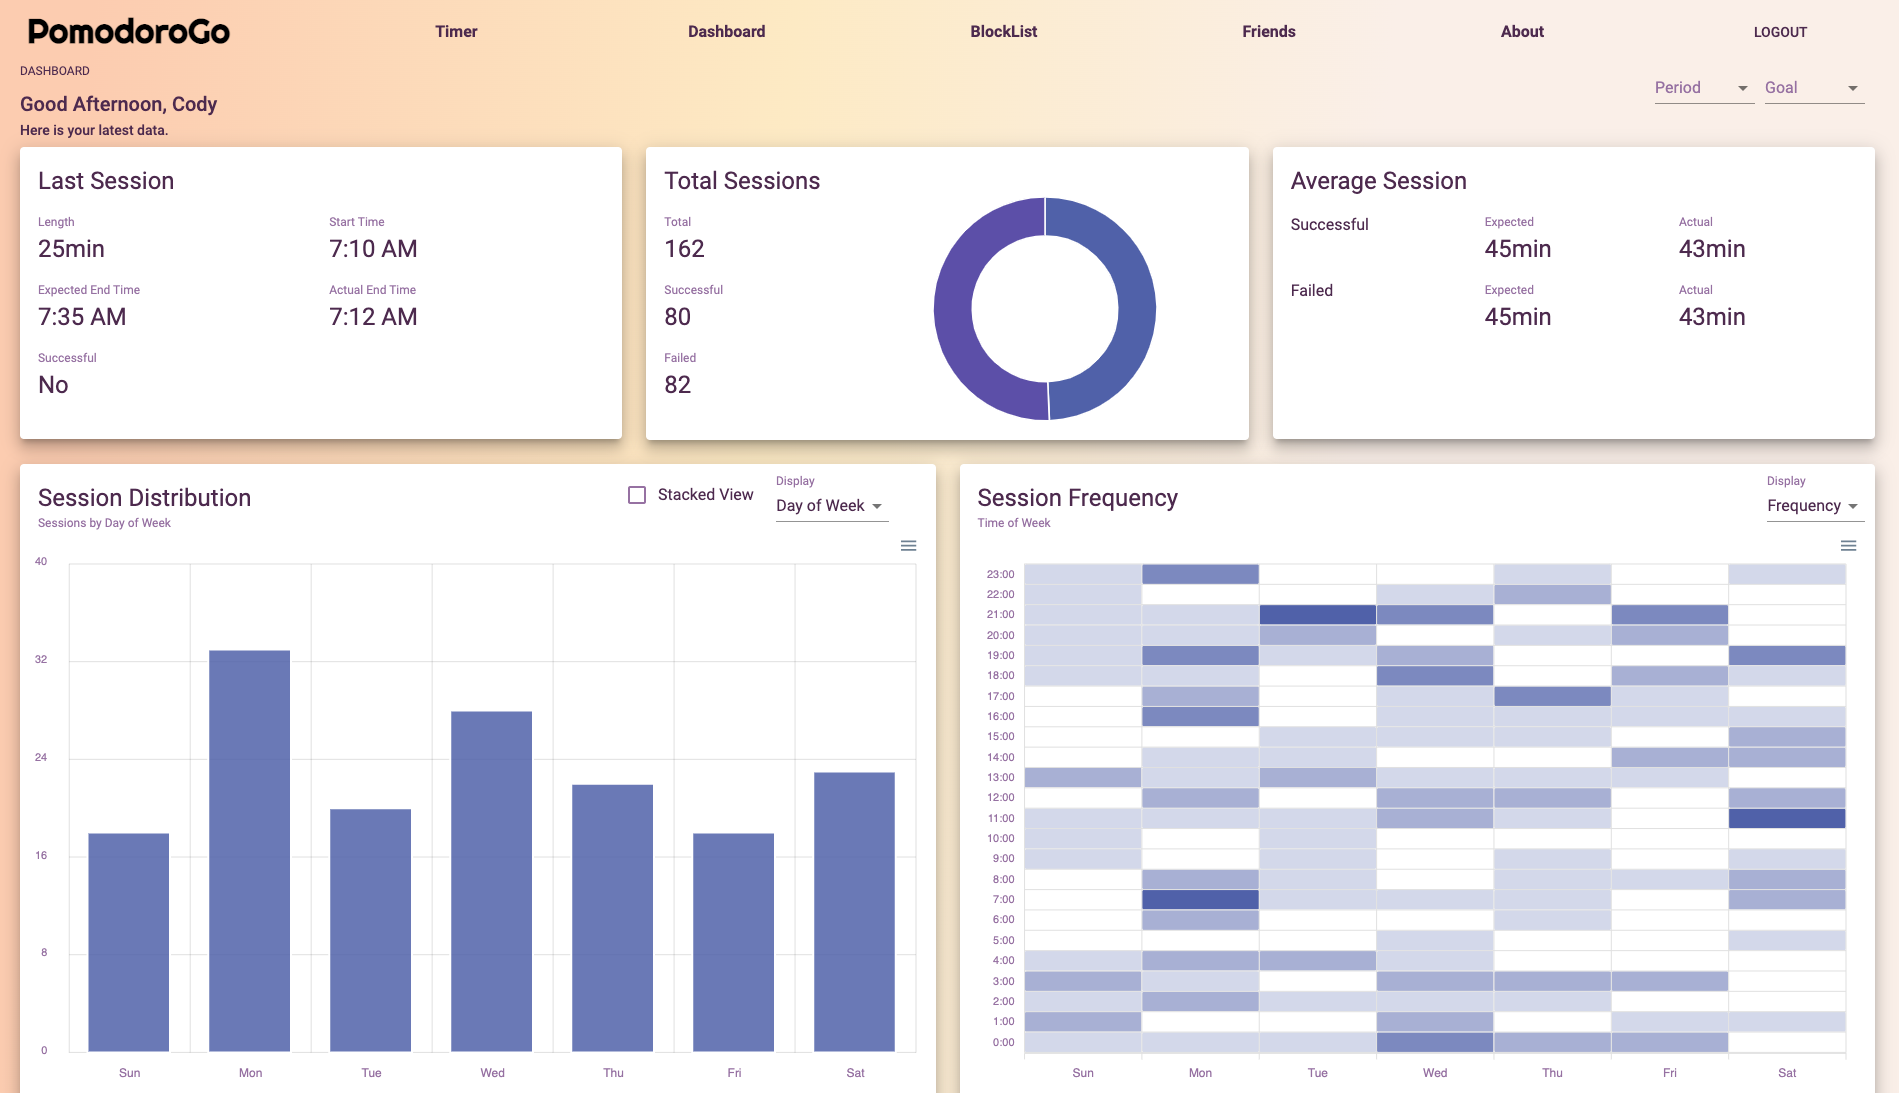 PomodoroGo
Timer
Dashboard
BlockList
Friends
About
LOGOUT
DASHBOARD
Good Afternoon, Cody
Here is your latest data.
Period
Goal
Last Session
Length
Start Time
25min
7:10 AM
Expected End Time
Actual End Time
7:35 AM
7:12 AM
Successful
No
Total Sessions
Total
162
Successful
80
Failed
82
Average Session
Successful
Expected
Actual
45min
43min
Failed
Expected
Actual
45min
43min
Session Distribution
Sessions by Day of Week
Stacked View
Display
Day of Week
40
32
24
16
8
0
Sun
Mon
Tue
Wed
Thu
Fri
Sat
Session Frequency
Time of Week
Display
Frequency
23:00
22:00
21:00
20:00
19:00
18:00
17:00
16:00
15:00
14:00
13:00
12:00
11:00
10:00
9:00
8:00
7:00
6:00
5:00
4:00
3:00
2:00
1:00
0:00
Sun
Mon
Tue
Wed
Thu
Fri
Sat